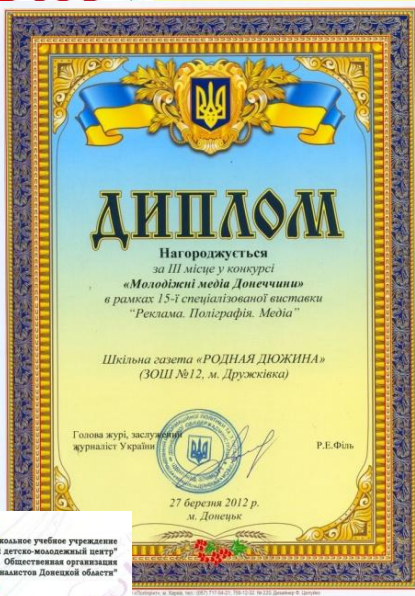 ДИПЛОМ
Нагороджується
за ІІІ місце у конкурсі
«Молодіжні медіа Донеччини»
в рамках 15-ї спеціалізованої виставки
“Реклама. Поліграфія. Медіа”
Шкільна газета «РОДНАЯ ДЮЖИНА»
(ЗОШ №12, м. Дружківка)
Голова журі, заслужений
журналіст України
Р.Е.Філь
27 березня 2012 р.
м. Донецьк
кольное учебное учреждение
детско-молодежный центр"
Общественная организация
налистов Донецкой области"